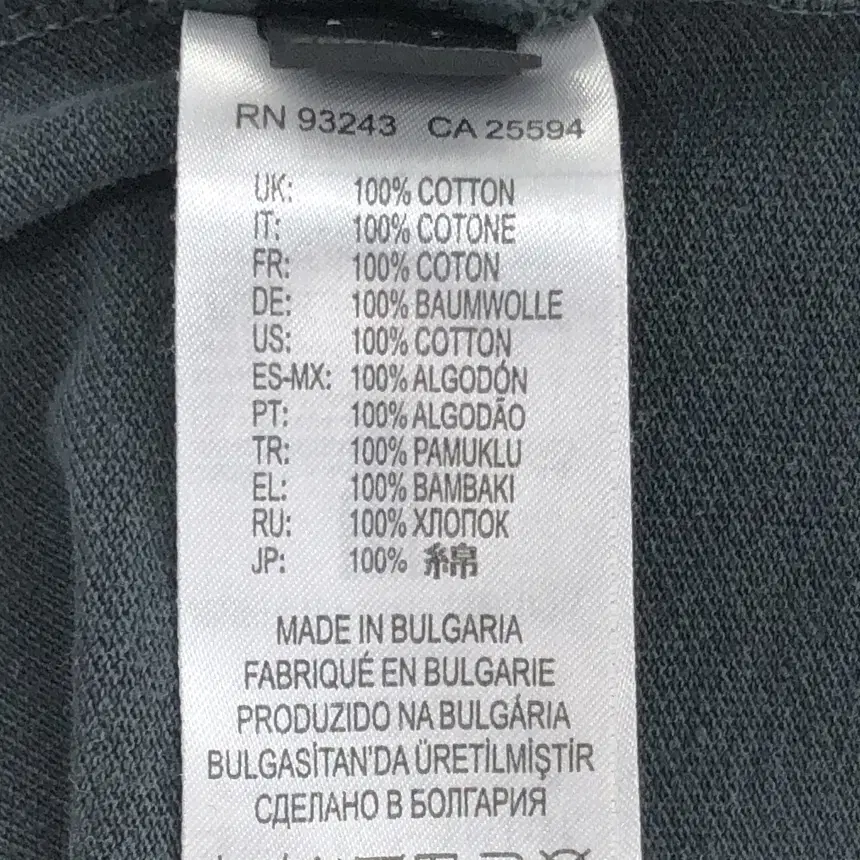 RN 93243 CA 25594
UK: 100% COTTON
IT: 100% COTONE
FR: 100% COTON
DE: 100% BAUMWOLLE
US: 100% COTTON
ES-MX: 100% ALGODÓN
PT: 100% ALGODÃO
TR: 100% PAMUKLU
EL: 100% BAMBAKI
RU: 100% ХЛОПОК
JP: 100% 綿
MADE IN BULGARIA
FABRIQUÉ EN BULGARIE
PRODUZIDO NA BULGÁRIA
BULGASİTAN'DA ÜRETİLMİŞTİR
СДЕЛАНО В БОЛГАРИЯ